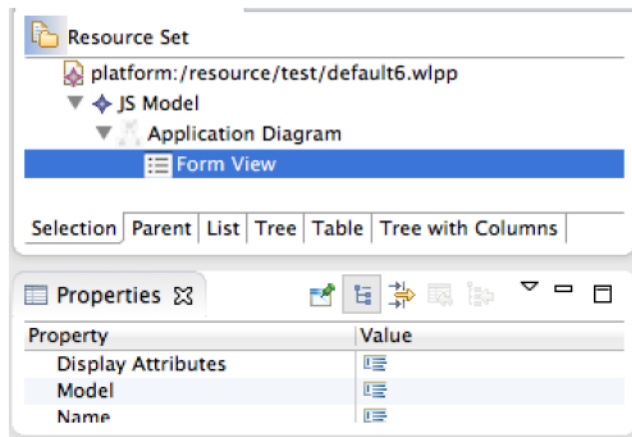 Resource Set
platform:/resource/test/default6.wlpp
JS Model
Application Diagram
Form View
Selection Parent List Tree Table Tree with Columns
Properties
Property Value
Display Attributes
Model
Name